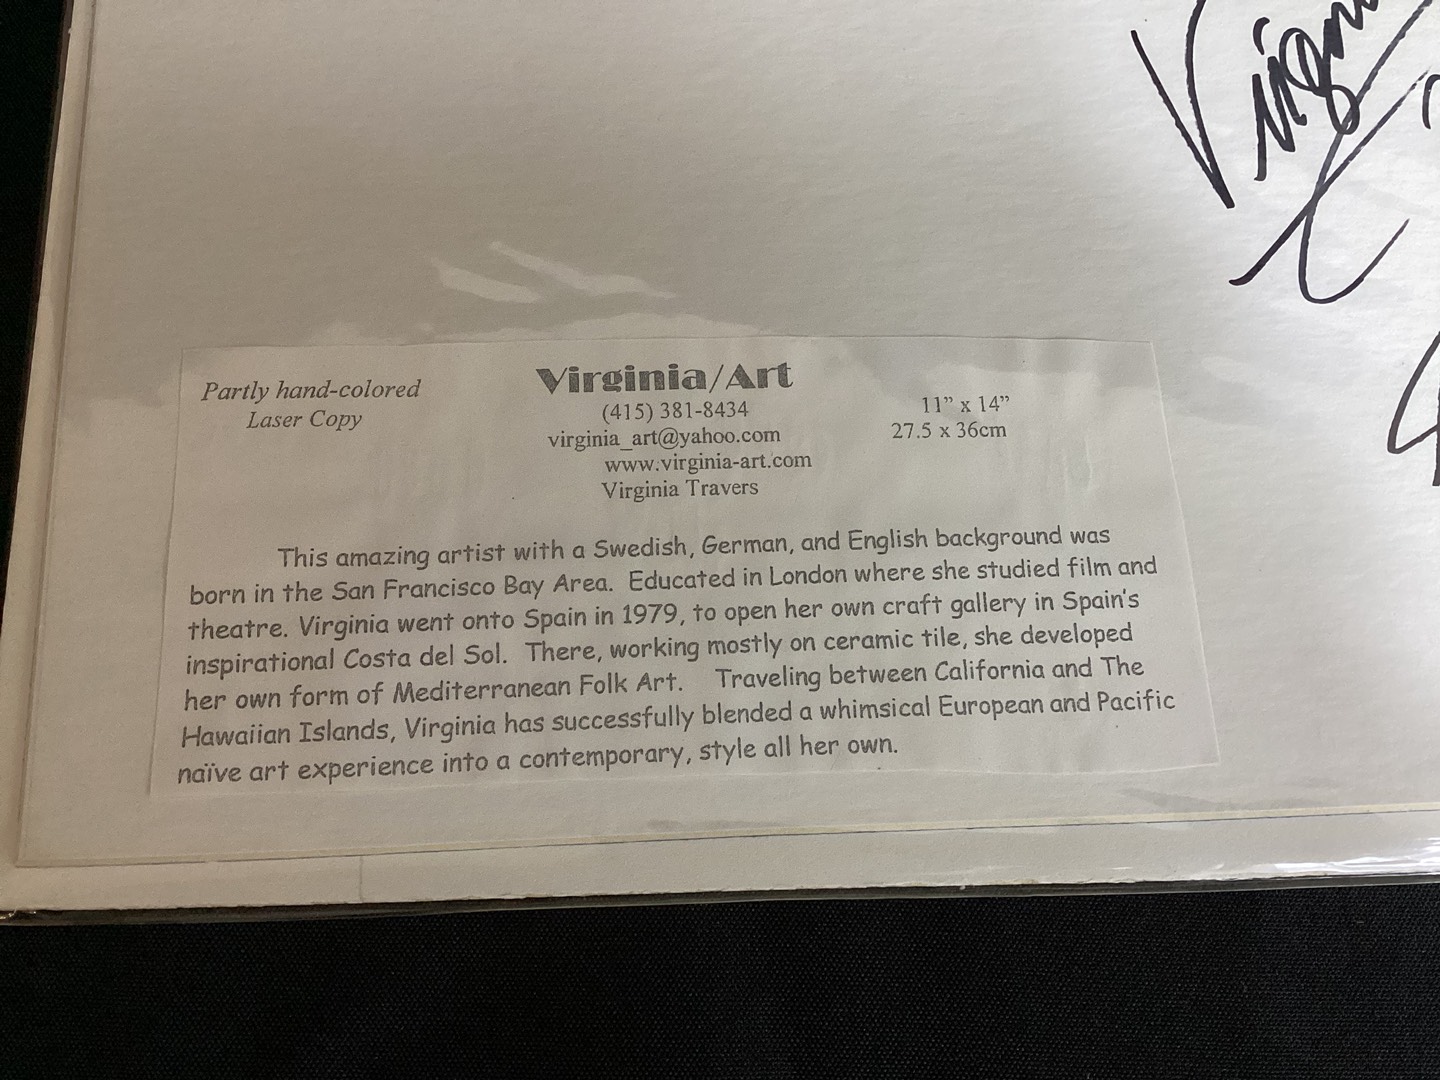 Partly hand-colored
Laser Copy
Virginia/Art
(415) 381-8434
virginia_art@yahoo.com
www.virginia-art.com
Virginia Travers
11” x 14”
27.5 x 36cm
This amazing artist with a Swedish, German, and English background was
born in the San Francisco Bay Area. Educated in London where she studied film and
theatre. Virginia went onto Spain in 1979, to open her own craft gallery in Spain's
inspirational Costa del Sol. There, working mostly on ceramic tile, she developed
her own form of Mediterranean Folk Art. Traveling between California and The
Hawaiian Islands, Virginia has successfully blended a whimsical European and Pacific
naïve art experience into a contemporary, style all her own.